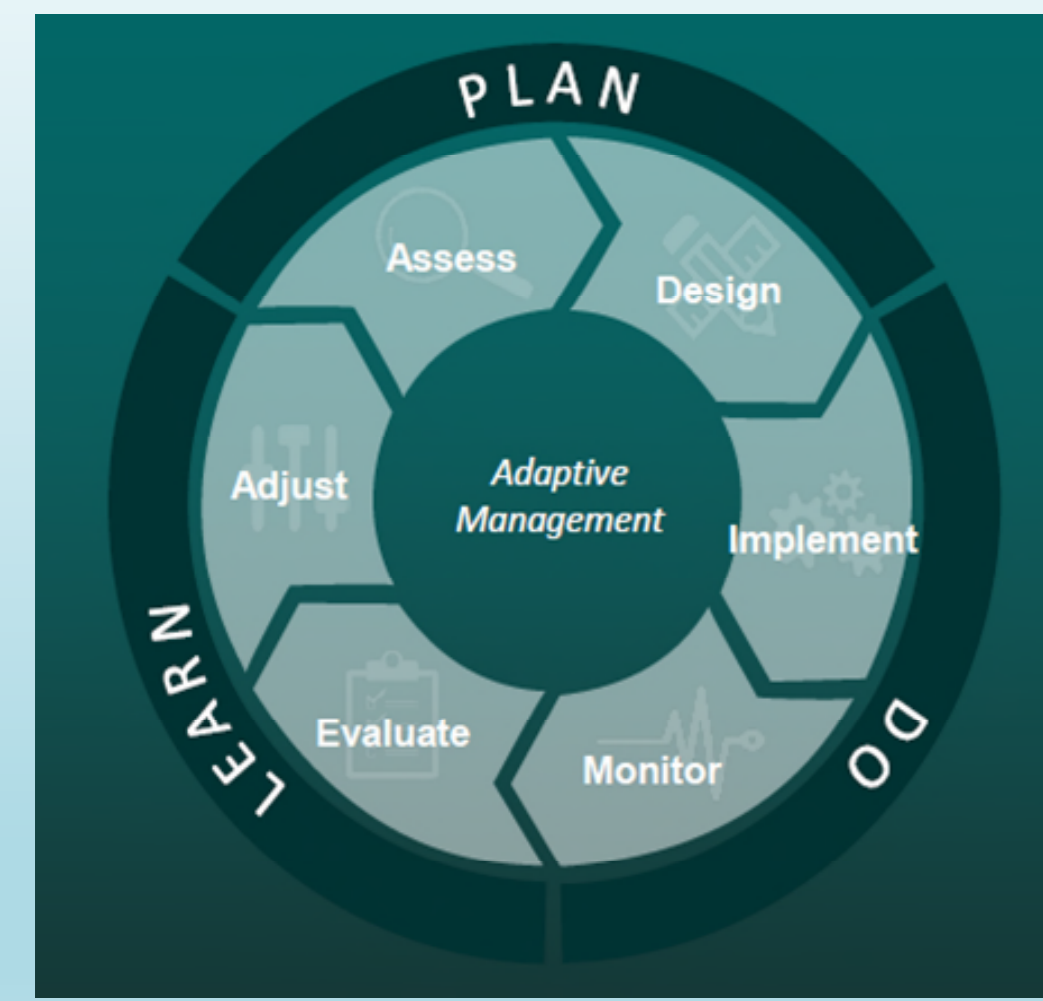 PLAN
Assess
Design
Adjust
Adaptive
Management
Implement
Evaluate
Monitor
LEARN
DO